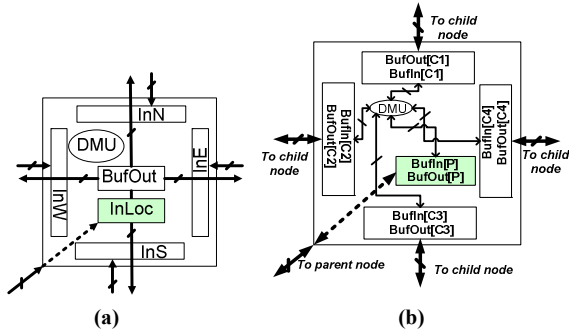 InN
DMU
InE
BufOut
InW
InLoc
InS
(a)
To child
node
BufOut[C1]
BufIn[C1]
DMU
BufIn[C2]
BufOut[C2]
BufIn[C4]
BufOut[C4]
To child
node
To child
node
BufIn[P]
BufOut[P]
BufIn[C3]
BufOut[C3]
To parent node
To child node
(b)